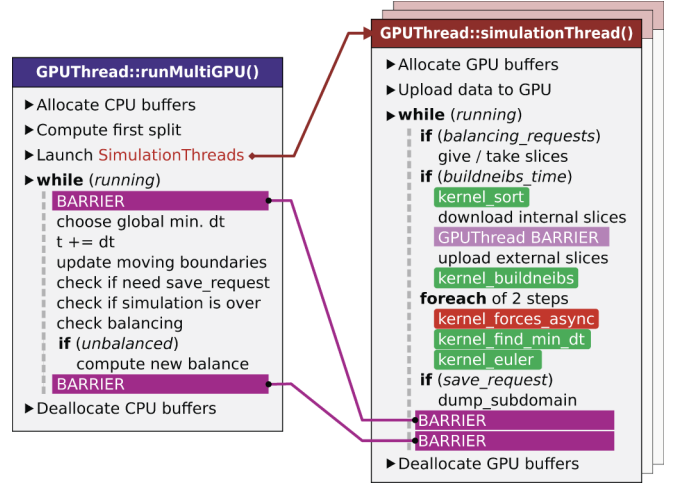 GPUThread::runMultiGPU()
Allocate CPU buffers
Compute first split
Launch SimulationThreads
while (running)
BARRIER
choose global min. dt
t += dt
update moving boundaries
check if need save_request
check if simulation is over
check balancing
if (unbalanced)
compute new balance
BARRIER
Deallocate CPU buffers
GPUThread::simulationThread()
Allocate GPU buffers
Upload data to GPU
while (running)
if (balancing_requests)
give / take slices
if (buildneibs_time)
kernel_sort
download internal slices
GPUThread BARRIER
upload external slices
kernel_buildneibs
foreach of 2 steps
kernel_forces_async
kernel_find_min_dt
kernel_euler
if (save_request)
dump_subdomain
BARRIER
BARRIER
Deallocate GPU buffers